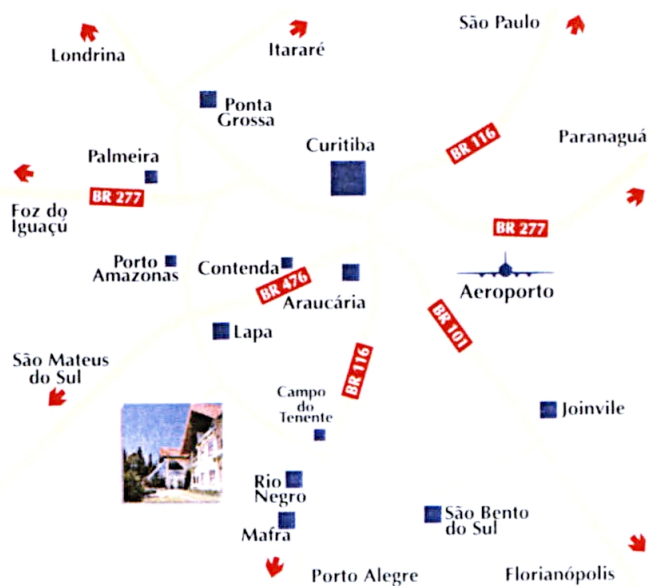 São Paulo
Londrina
Itararé
Ponta
Grossa
Curitiba
BR 116
Paranaguá
Palmeira
BR 277
Foz do
Iguaçú
BR 277
Porto
Amazonas
Contenda
BR 476
Araucária
Aeroporto
BR 101
Lapa
São Mateus
do Sul
BR 116
Campo
do
Tenente
Joinvile
Rio
Negro
Mafra
São Bento
do Sul
Porto Alegre
Florianópolis